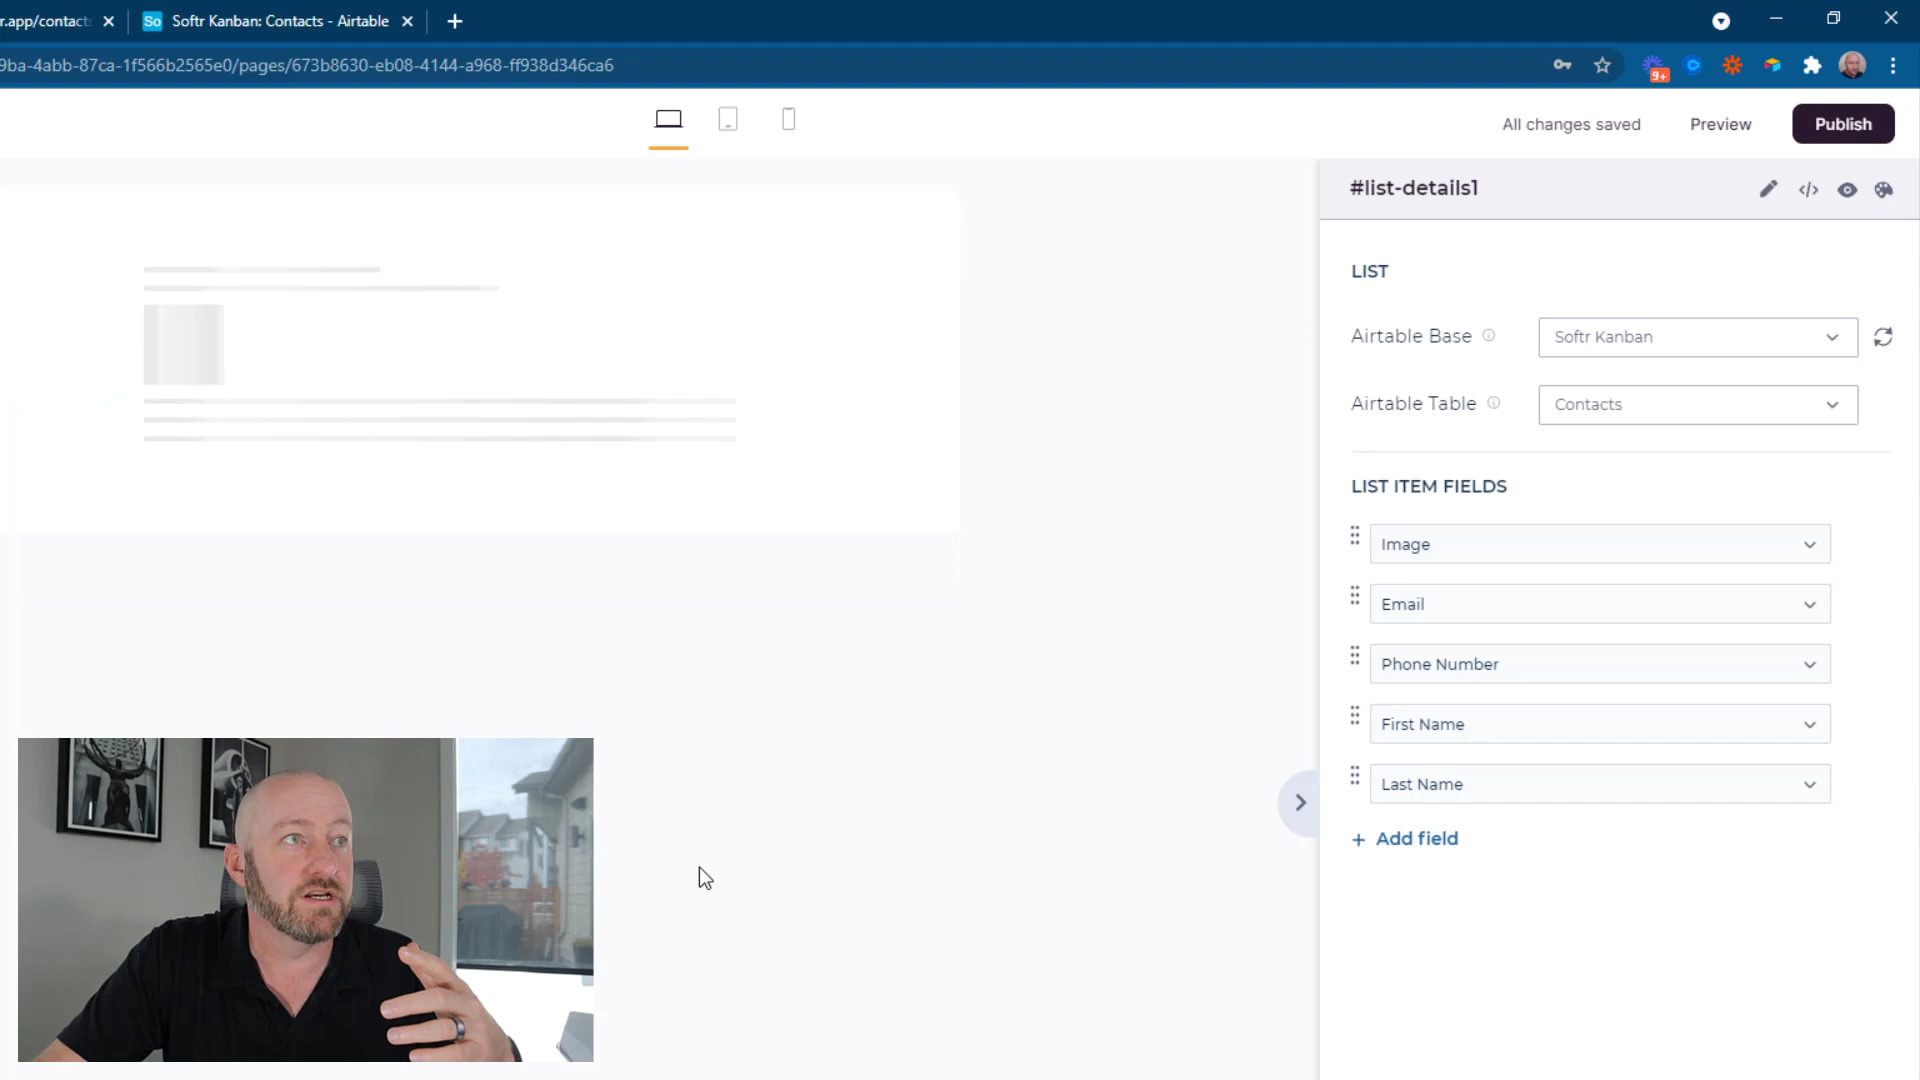 r.app/contact
So Softr Kanban: Contacts - Airtable
9ba-4abb-87ca-1f566b2565e0/pages/673b8630-eb08-4144-a968-ff938d346ca6
9+
All changes saved
Preview
Publish
#list-details1
LIST
Airtable Base
Softr Kanban
Airtable Table
Contacts
LIST ITEM FIELDS
Image
Email
Phone Number
First Name
Last Name
+ Add field